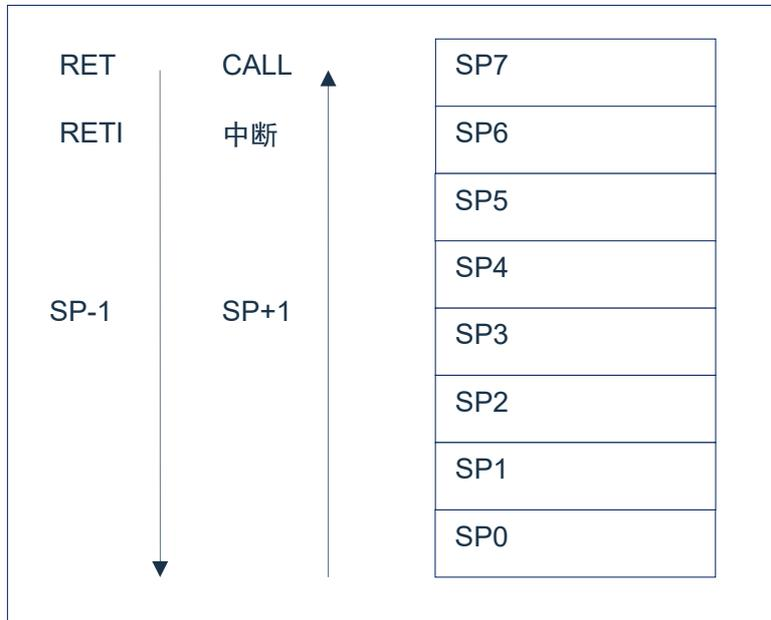 RET CALL SP7
RETI 中断 SP6
SP5
SP4
SP-1 SP+1 SP3
SP2
SP1
SP0